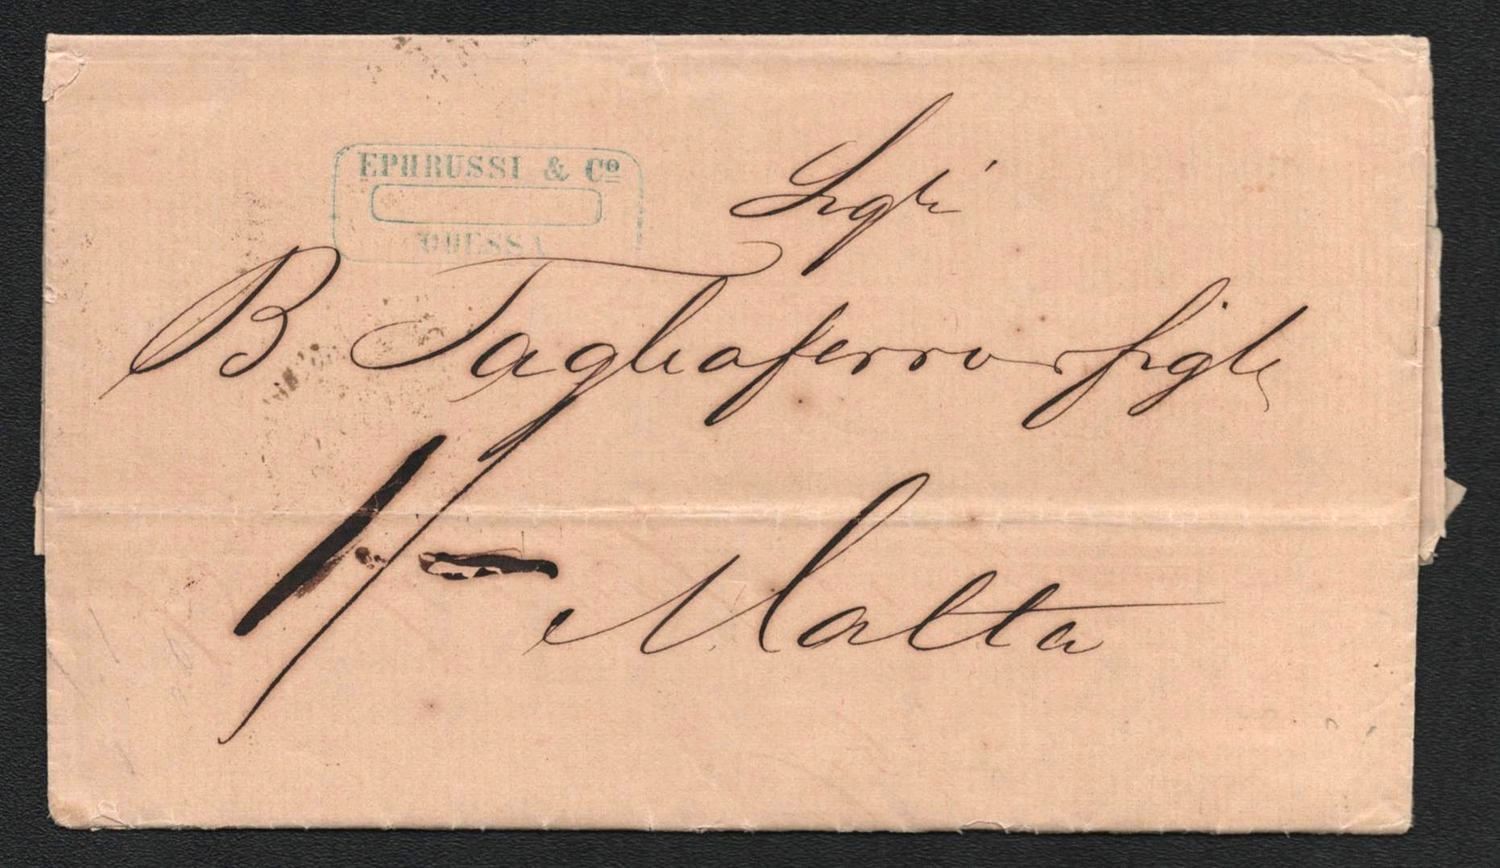 EPHRUSSI & Cº
ODESSA
Sigri
B Tagliaferro e figli
1/-
Malta